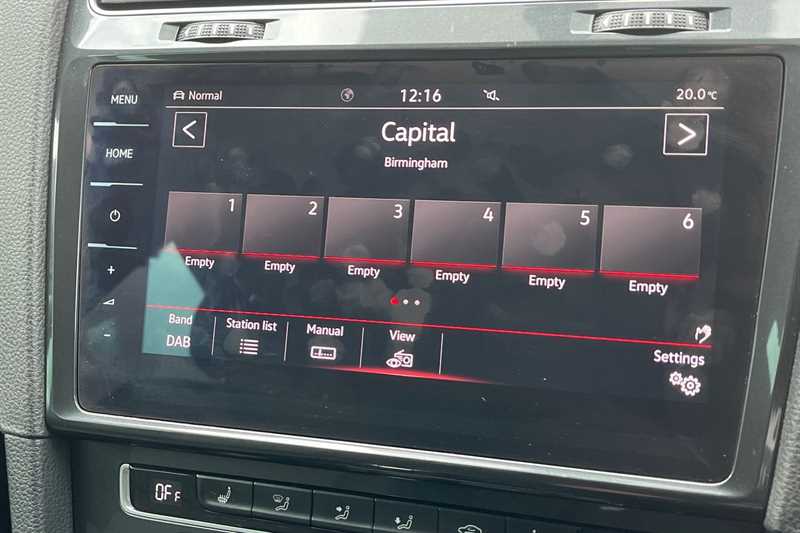 MENU
HOME
+
-
Normal
12:16
20.0°C
<
Capital
>
Birmingham
1 2 3 4 5 6
Empty Empty Empty Empty Empty Empty
Band
DAB
Station list
Manual
View
Settings
OFF